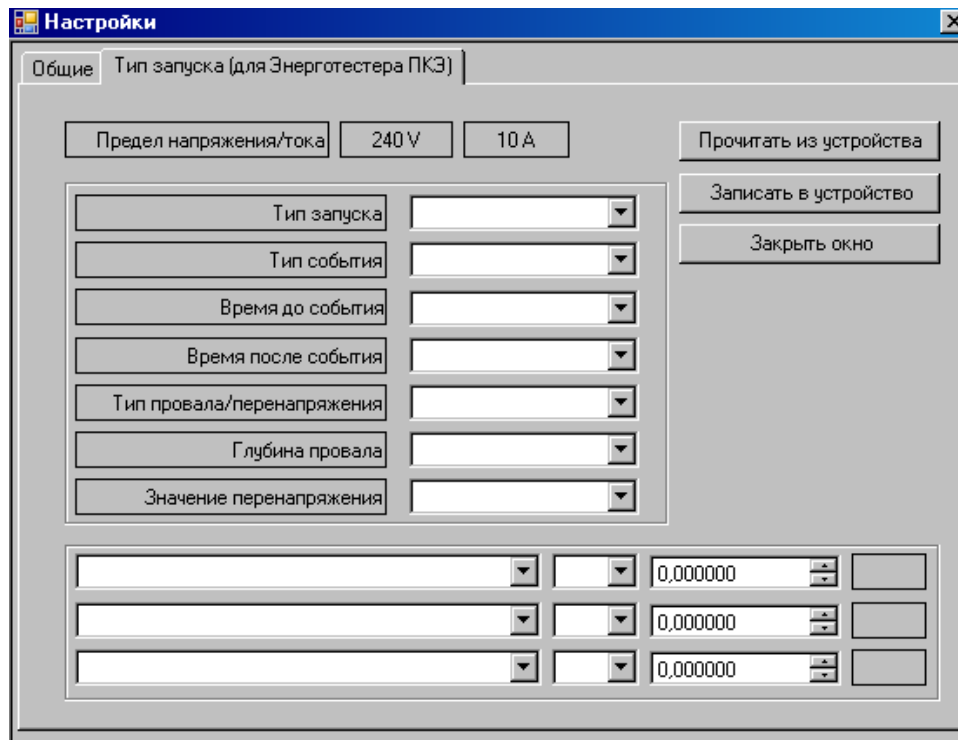 Настройки
Общие Тип запуска (для Энерготестера ПКЭ)
Предел напряжения/тока 240 V 10 A Прочитать из устройства
Записать в устройство
Закрыть окно
Тип запуска
Тип события
Время до события
Время после события
Тип провала/перенапряжения
Глубина провала
Значение перенапряжения
0,000000
0,000000
0,000000